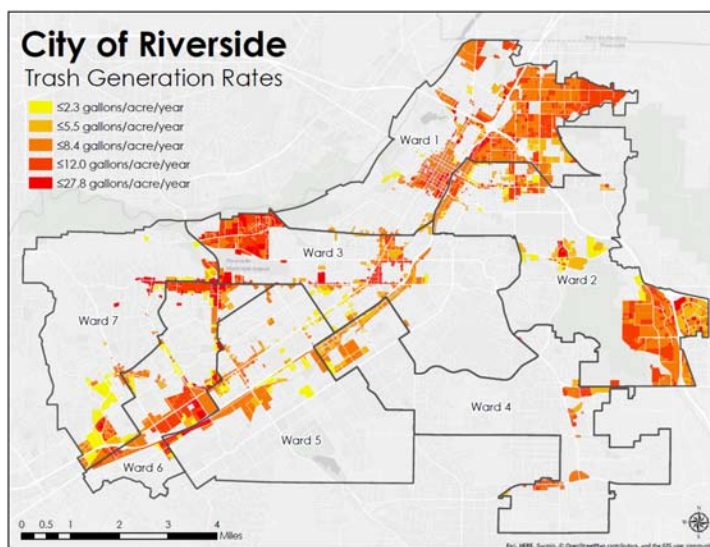 City of Riverside
Trash Generation Rates
≤2.3 gallons/acre/year
≤5.5 gallons/acre/year
≤8.4 gallons/acre/year
≤12.0 gallons/acre/year
≤27.8 gallons/acre/year
Ward 1
Ward 3
Ward 2
Ward 7
Ward 4
Ward 5
Ward 6
0 0.5 1 2 3 4
Miles